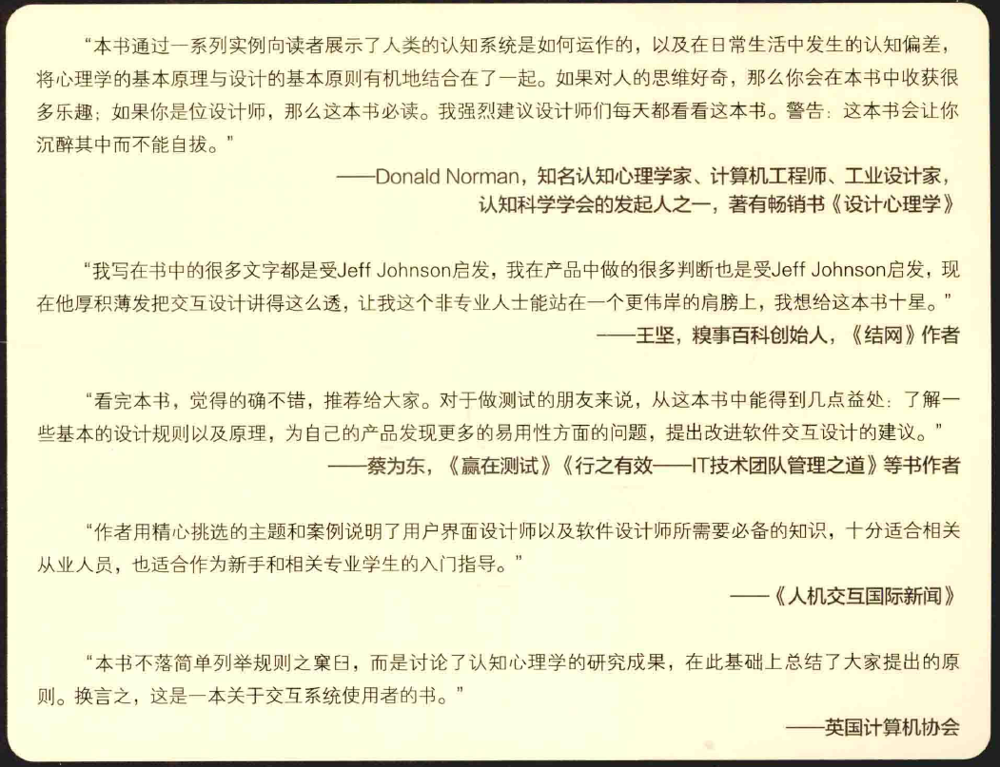 “本书通过一系列实例向读者展示了人类的认知系统是如何运作的，以及在日常生活中发生的认知偏差，
将心理学的基本原理与设计的基本原则有机地结合在了一起。如果对人的思维好奇，那么你会在本书中收获很
多乐趣；如果你是位设计师，那么这本书必读。我强烈建议设计师们每天都看看这本书。警告：这本书会让你
沉醉其中而不能自拔。”
——Donald Norman，知名认知心理学家、计算机工程师、工业设计家，
认知科学学会的发起人之一，著有畅销书《设计心理学》
“我写在书中的很多文字都是受Jeff Johnson启发，我在产品中做的很多判断也是受Jeff Johnson启发，现
在他厚积薄发把交互设计讲得这么透，让我这个非专业人士能站在一个更伟岸的肩膀上，我想给这本书十星。”
——王坚，糗事百科创始人，《结网》作者
“看完本书，觉得的确不错，推荐给大家。对于做测试的朋友来说，从这本书中能得到几点益处：了解一
些基本的设计规则以及原理，为自己的产品发现更多的易用性方面的问题，提出改进软件交互设计的建议。”
——蔡为东，《赢在测试》《行之有效——IT技术团队管理之道》等书作者
“作者用精心挑选的主题和案例说明了用户界面设计师以及软件设计师所需要必备的知识，十分适合相关
从业人员，也适合作为新手和相关专业学生的入门指导。”
——《人机交互国际新闻》
“本书不落简单列举规则之窠臼，而是讨论了认知心理学的研究成果，在此基础上总结了大家提出的原
则。换言之，这是一本关于交互系统使用者的书。”
——英国计算机协会